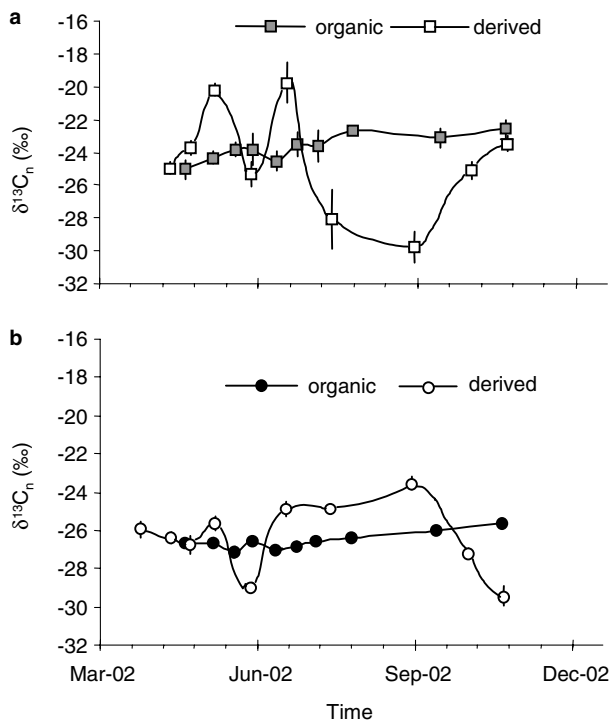 a
organic derived
-16
-18
-20
-22
-24
-26
-28
-30
-32
δ¹³Cₙ (‰)
b
organic derived
-16
-18
-20
-22
-24
-26
-28
-30
-32
δ¹³Cₙ (‰)
Mar-02 Jun-02 Sep-02 Dec-02
Time